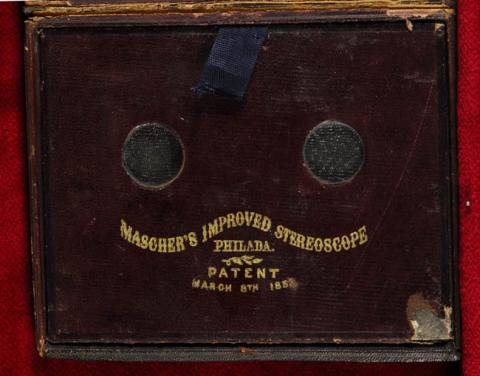 MASCHER'S IMPROVED STEREOSCOPE
PHILADA.
PATENT
MARCH 8TH